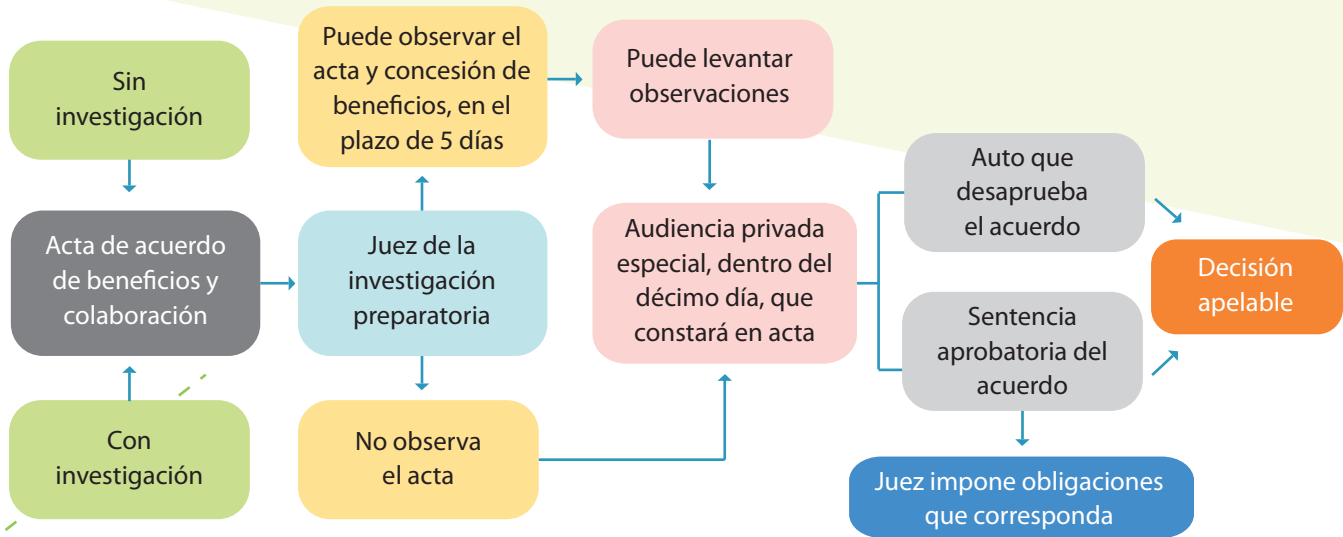 Sin
investigación
Acta de acuerdo
de beneficios y
colaboración
Con
investigación
Puede observar el
acta y concesión de
beneficios, en el
plazo de 5 días
Juez de la
investigación
preparatoria
No observa
el acta
Puede levantar
observaciones
Audiencia privada
especial, dentro del
décimo día, que
constará en acta
Auto que
desaprueba
el acuerdo
Sentencia
aprobatoria del
acuerdo
Decisión
apelable
Juez impone obligaciones
que corresponda